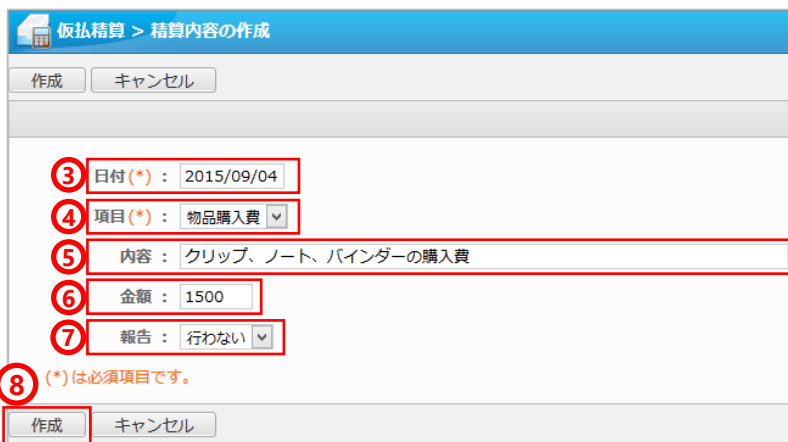 仮払精算 > 精算内容の作成
作成 キャンセル
③ 日付(*) : 2015/09/04
④ 項目(*) : 物品購入費
⑤ 内容 : クリップ、ノート、バインダーの購入費
⑥ 金額 : 1500
⑦ 報告 : 行わない
(*)は必須項目です。
⑧
作成 キャンセル